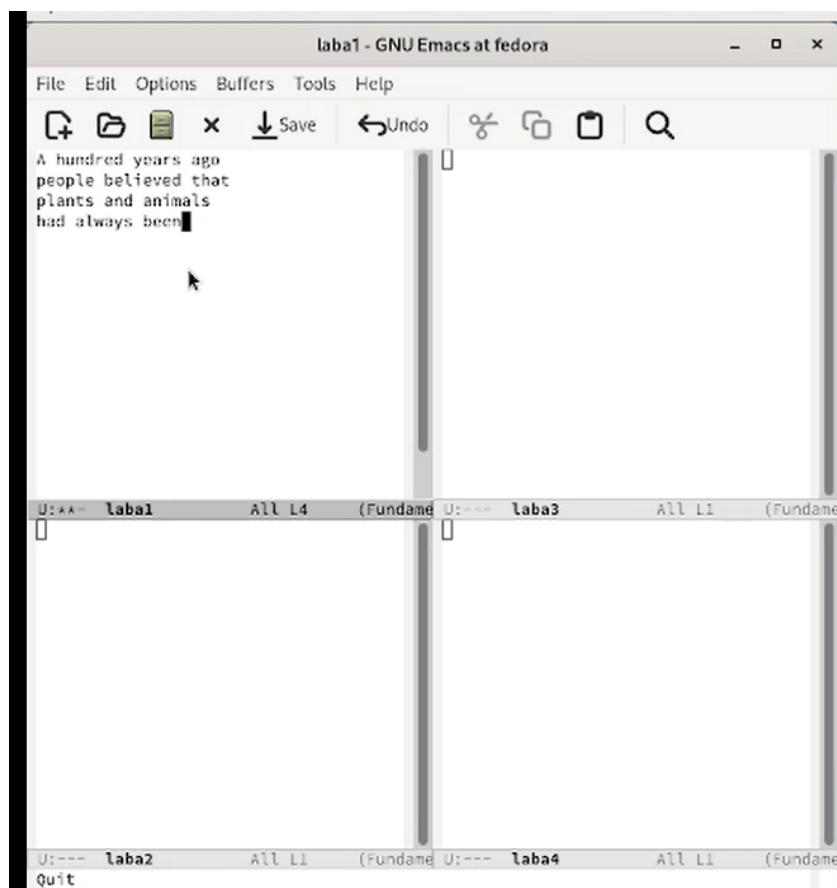 laba1 - GNU Emacs at fedora
File Edit Options Buffers Tools Help
Save Undo
A hundred years ago
people believed that
plants and animals
had always been
U:**- laba1 All L4 (Fundame
U:--- laba3 All L1 (Fundame
U:--- laba2 All L1 (Fundame
U:--- laba4 All L1 (Fundame
Quit